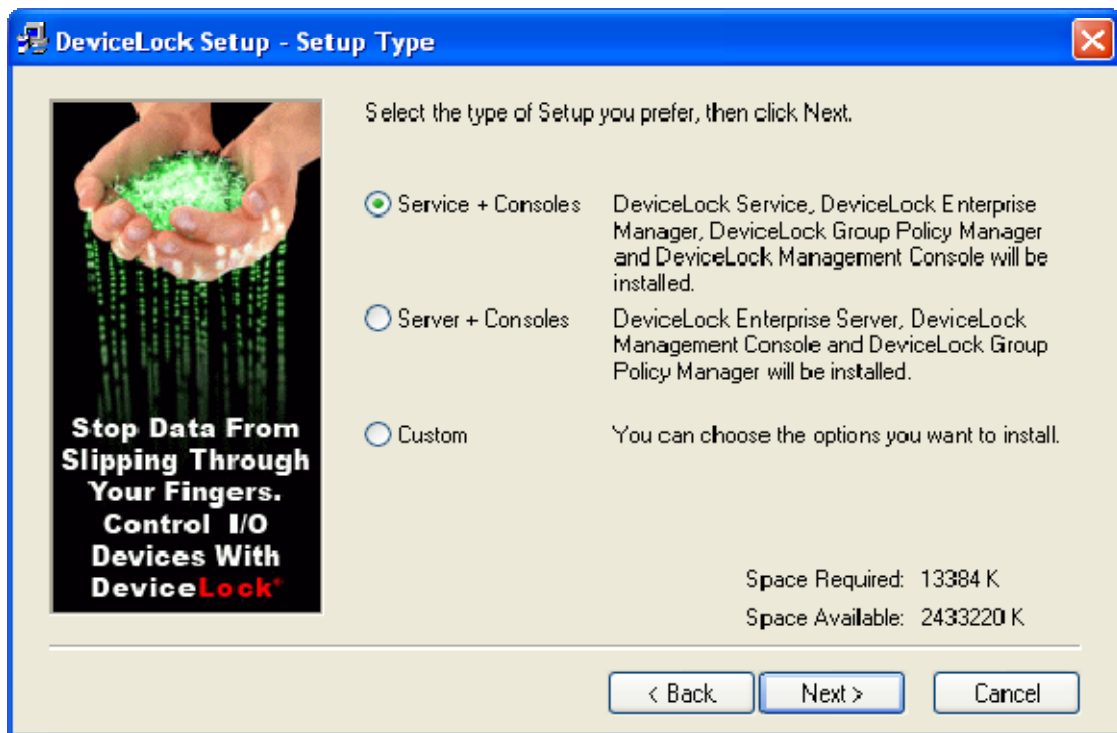 DeviceLock Setup - Setup Type
Select the type of Setup you prefer, then click Next.
Service + Consoles
DeviceLock Service, DeviceLock Enterprise
Manager, DeviceLock Group Policy Manager
and DeviceLock Management Console will be
installed.
Server + Consoles
DeviceLock Enterprise Server, DeviceLock
Management Console and DeviceLock Group
Policy Manager will be installed.
Custom
You can choose the options you want to install.
Stop Data From
Slipping Through
Your Fingers.
Control I/O
Devices With
DeviceLock®
Space Required: 13384 K
Space Available: 2433220 K
< Back
Next >
Cancel